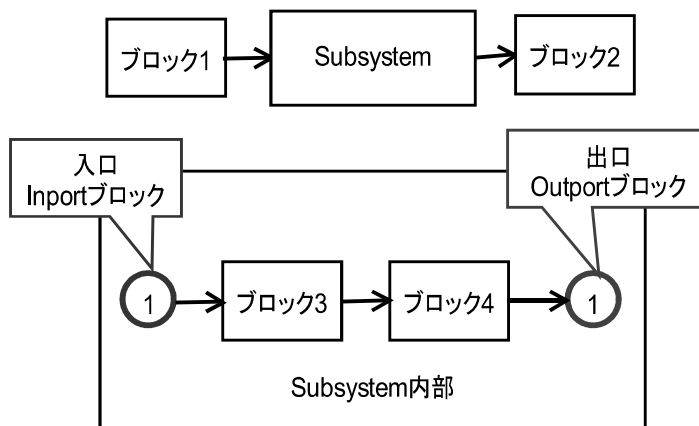 ブロック1
Subsystem
ブロック2
入口
Inportブロック
出口
Outportブロック
1
ブロック3
ブロック4
1
Subsystem内部